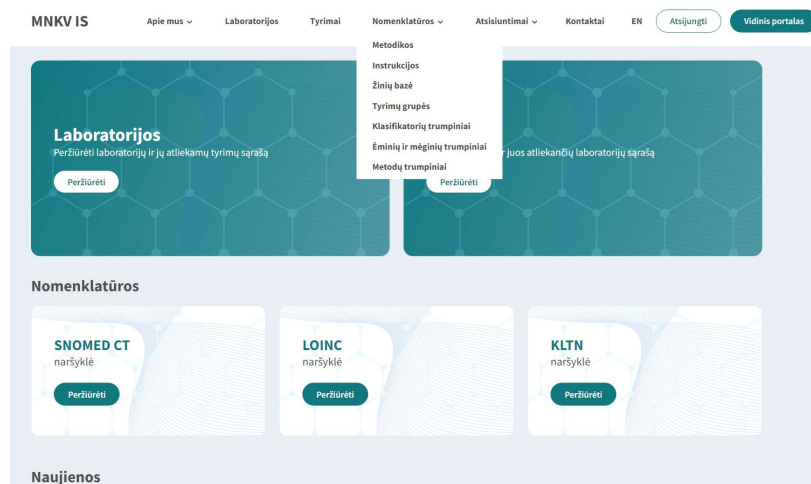 MNKV IS
Apie mus
Laboratorijos
Tyrimai
Nomenklatūros
Atsisiuntimai
Kontaktai
EN
Atsijungti
Vidinis portalas
Metodikos
Instrukcijos
Žinių bazė
Tyrimų grupės
Klasifikatorių trumpiniai
Ėminių ir mėginių trumpiniai
Metodų trumpiniai
Laboratorijos
Peržiūrėti laboratorijų ir jų atliekamų tyrimų sąrašą
Peržiūrėti
juos atliekančių laboratorijų sąrašą
Peržiūrėti
Nomenklatūros
SNOMED CT
naršyklė
Peržiūrėti
LOINC
naršyklė
Peržiūrėti
KLTN
naršyklė
Peržiūrėti
Naujienos